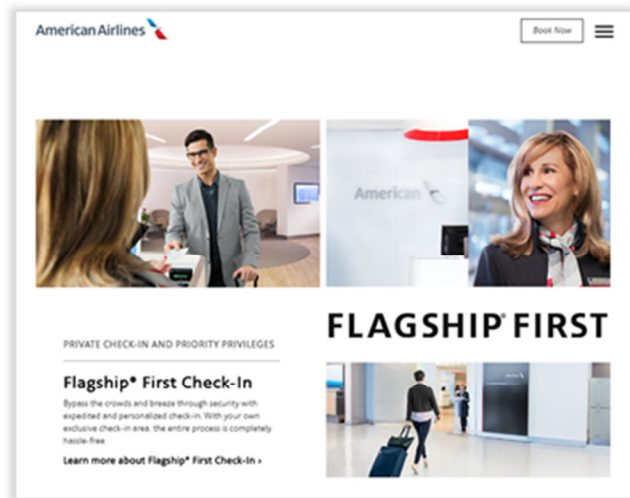 American Airlines
Book Now
American
FLAGSHIP® FIRST
PRIVATE CHECK-IN AND PRIORITY PRIVILEGES
Flagship® First Check-In
Bypass the crowds and breeze through security with
expedited and personalized check-in. With your own
exclusive check-in area, the entire process is completely
hassle-free.
Learn more about Flagship® First Check-In ›